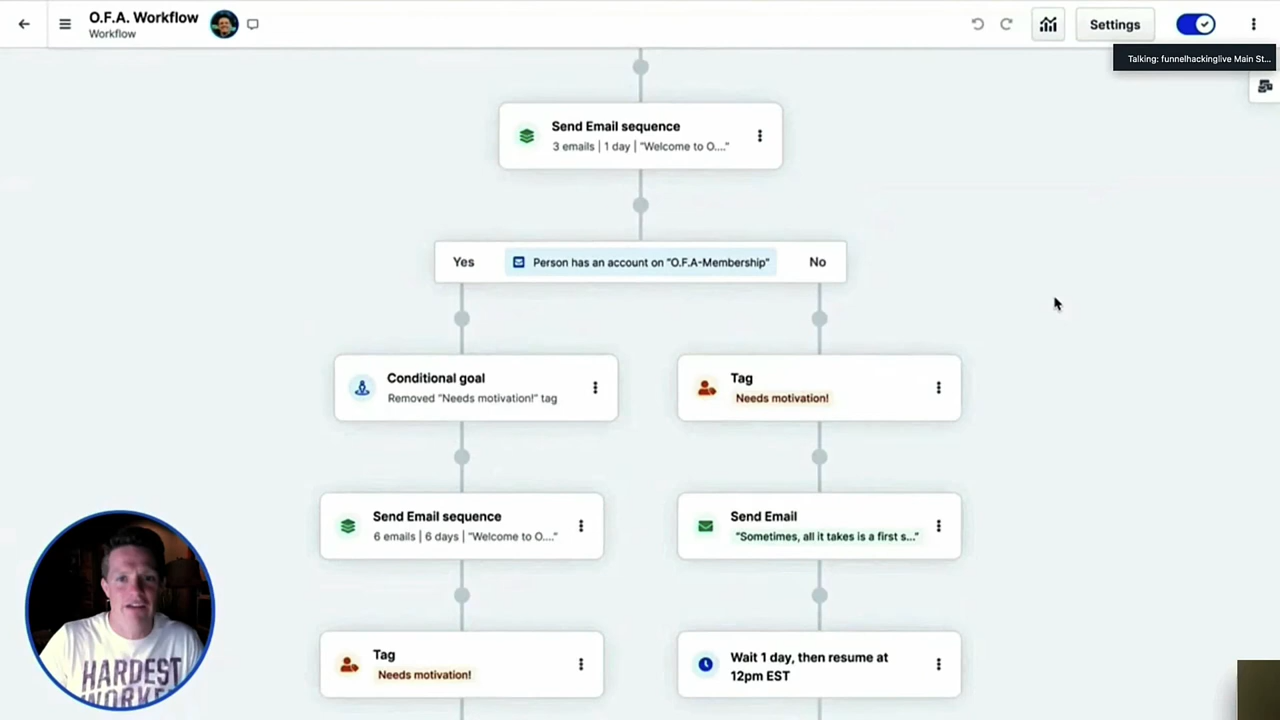 O.F.A. Workflow
Workflow
Settings
Talking: funnelhackinglive Main St...
Send Email sequence
3 emails | 1 day | "Welcome to O...."
Yes
Person has an account on "O.F.A-Membership"
No
Conditional goal
Removed "Needs motivation!" tag
Tag
Needs motivation!
Send Email sequence
6 emails | 6 days | "Welcome to O...."
Send Email
"Sometimes, all it takes is a first s..."
Tag
Needs motivation!
Wait 1 day, then resume at
12pm EST
HARDEST
WORKER